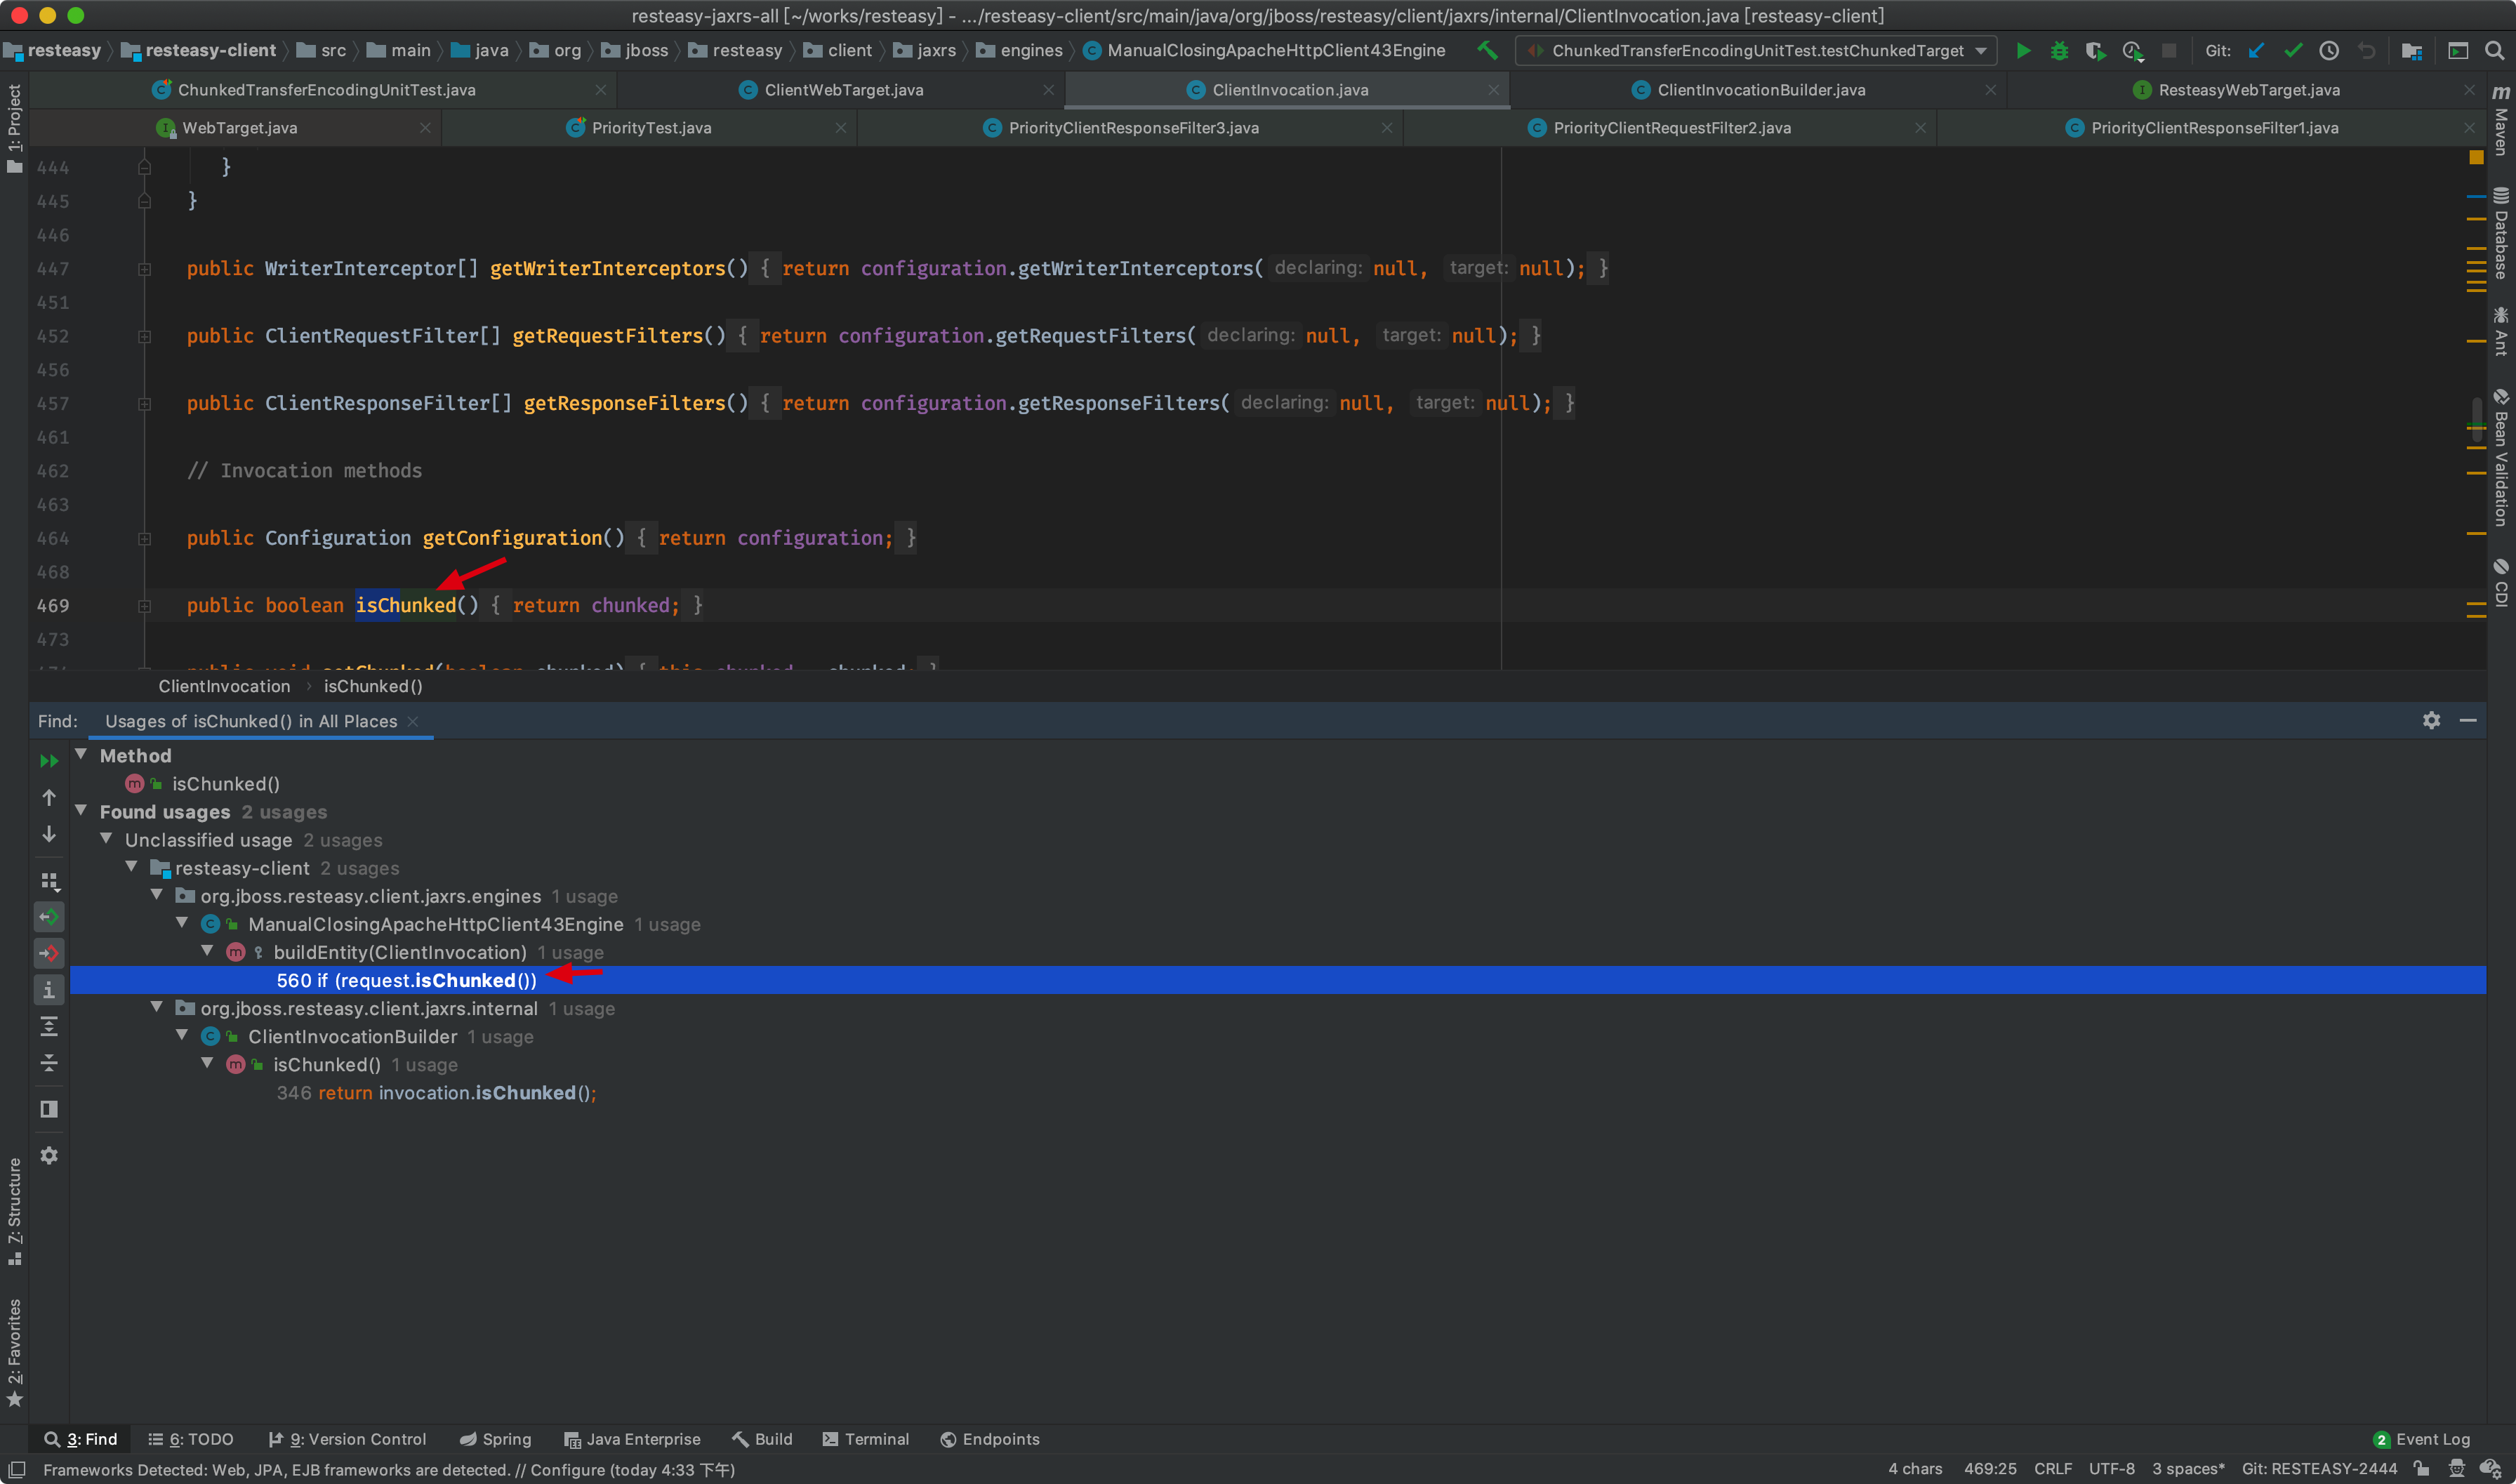 resteasy-jaxrs-all [~/works/resteasy] - .../resteasy-client/src/main/java/org/jboss/resteasy/client/jaxrs/internal/ClientInvocation.java [resteasy-client]
resteasy resteasy-client src main java org jboss resteasy client jaxrs engines ManualClosingApacheHttpClient43Engine ChunkedTransferEncodingUnitTest.testChunkedTarget Git:
ChunkedTransferEncodingUnitTest.java ClientWebTarget.java ClientInvocation.java ClientInvocationBuilder.java ResteasyWebTarget.java
WebTarget.java PriorityTest.java PriorityClientResponseFilter3.java PriorityClientRequestFilter2.java PriorityClientResponseFilter1.java
1: Project
7: Structure
2: Favorites
444 }
445 }
446
447 public WriterInterceptor[] getWriterInterceptors() { return configuration.getWriterInterceptors( declaring: null, target: null); }
451
452 public ClientRequestFilter[] getRequestFilters() { return configuration.getRequestFilters( declaring: null, target: null); }
456
457 public ClientResponseFilter[] getResponseFilters() { return configuration.getResponseFilters( declaring: null, target: null); }
461
462 // Invocation methods
463
464 public Configuration getConfiguration() { return configuration; }
468
469 public boolean isChunked() { return chunked; }
473
public void setChunked(boolean chunked) { this.chunked = chunked; }
ClientInvocation › isChunked()
Maven
Database
Ant
Bean Validation
CDI
Find: Usages of isChunked() in All Places
Method
isChunked()
Found usages 2 usages
Unclassified usage 2 usages
resteasy-client 2 usages
org.jboss.resteasy.client.jaxrs.engines 1 usage
ManualClosingApacheHttpClient43Engine 1 usage
buildEntity(ClientInvocation) 1 usage
560 if (request.isChunked())
org.jboss.resteasy.client.jaxrs.internal 1 usage
ClientInvocationBuilder 1 usage
isChunked() 1 usage
346 return invocation.isChunked();
3: Find 6: TODO 9: Version Control Spring Java Enterprise Build Terminal Endpoints 2 Event Log
Frameworks Detected: Web, JPA, EJB frameworks are detected. // Configure (today 4:33 下午) 4 chars 469:25 CRLF UTF-8 3 spaces* Git: RESTEASY-2444